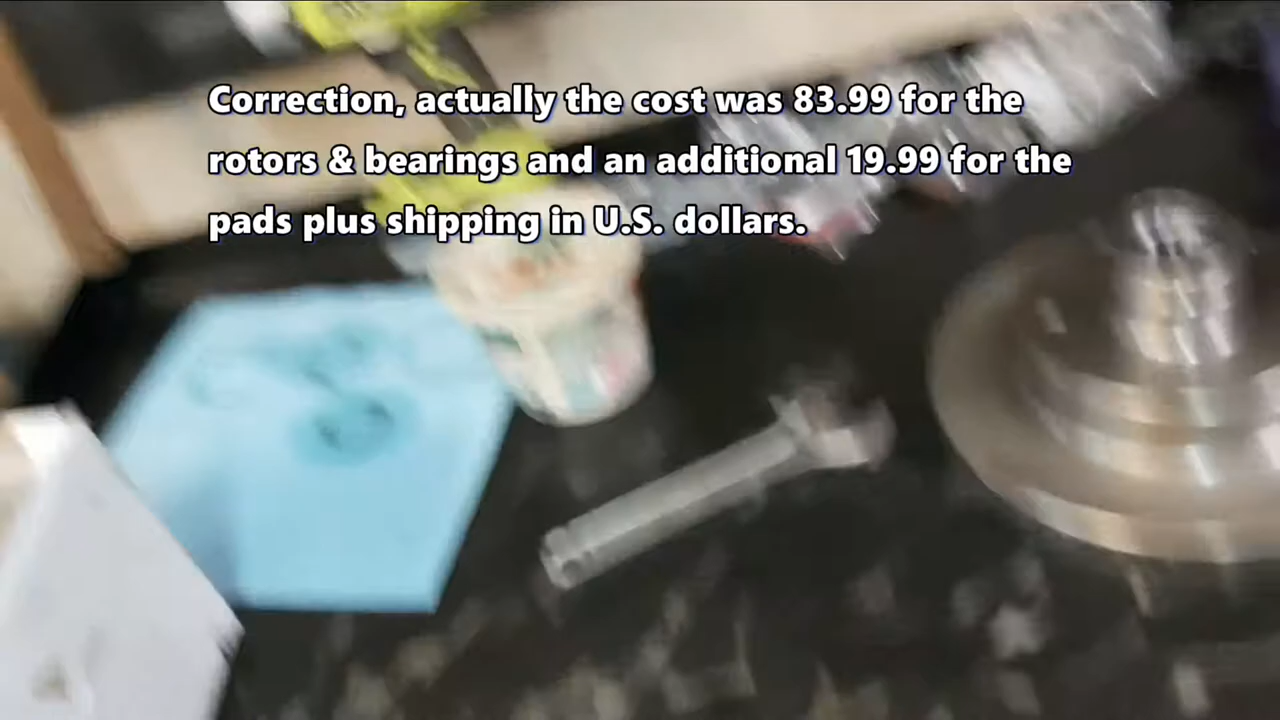 Correction, actually the cost was 83.99 for the
rotors & bearings and an additional 19.99 for the
pads plus shipping in U.S. dollars.